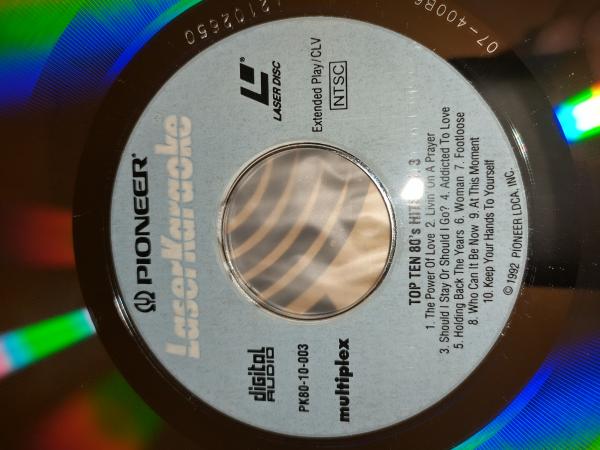 PIONEER®
LaserKaraoke
digital AUDIO
PK80-10-003
multiplex
LASER DISC
Extended Play/CLV
NTSC
TOP TEN 80's HITS 3
1. The Power Of Love 2. Livin' On A Prayer
3. Should I Stay Or Should I Go? 4. Addicted To Love
5. Holding Back The Years 6. Woman 7. Footloose
8. Who Can It Be Now 9. At This Moment
10. Keep Your Hands To Yourself
© 1992 PIONEER LDCA, INC.